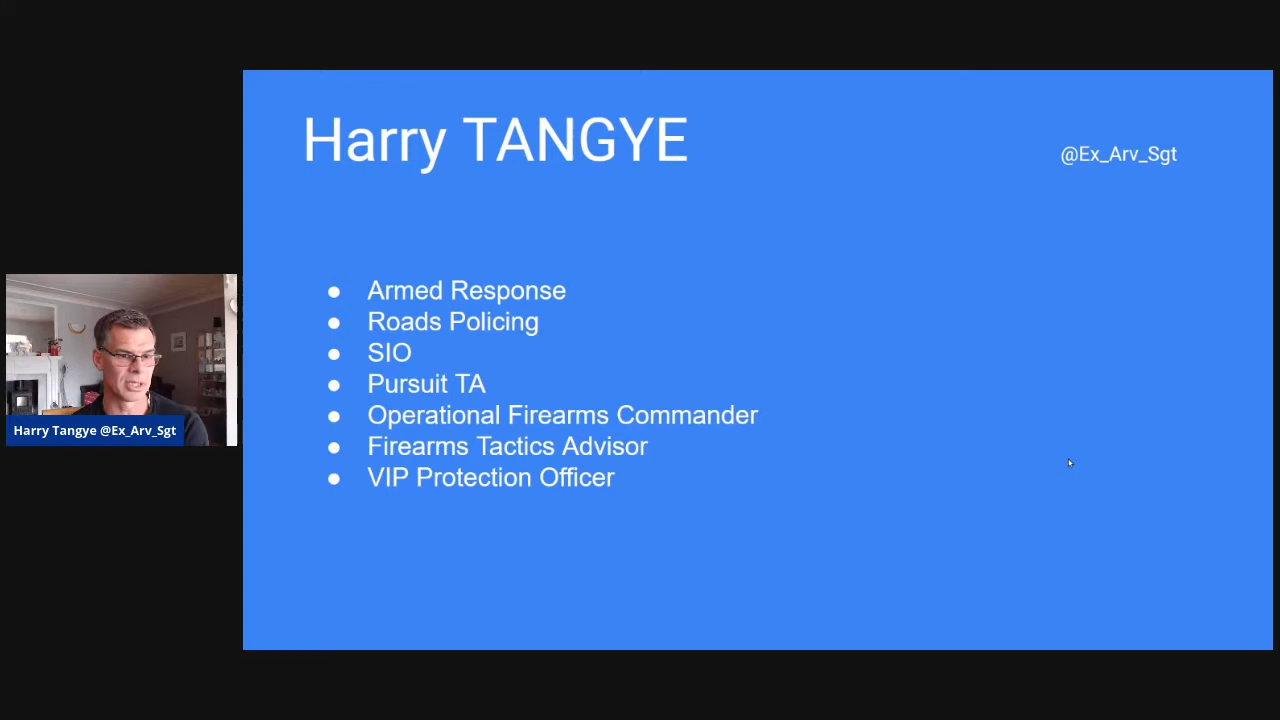 Harry TANGYE
@Ex_Arv_Sgt
● Armed Response
● Roads Policing
● SIO
● Pursuit TA
● Operational Firearms Commander
● Firearms Tactics Advisor
● VIP Protection Officer
Harry Tangye @Ex_Arv_Sgt